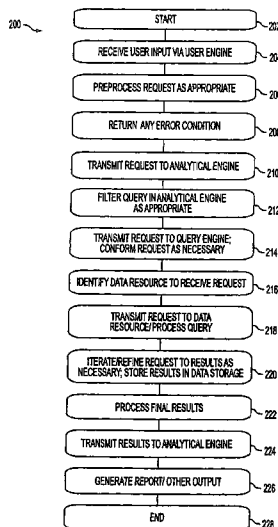 200
START
202
RECEIVE USER INPUT VIA USER ENGINE
204
PREPROCESS REQUEST AS APPROPRIATE
206
RETURN ANY ERROR CONDITION
208
TRANSMIT REQUEST TO ANALYTICAL ENGINE
210
FILTER QUERY IN ANALYTICAL ENGINE
AS APPROPRIATE
212
TRANSMIT REQUEST TO QUERY ENGINE;
CONFORM REQUEST AS NECESSARY
214
IDENTIFY DATA RESOURCE TO RECEIVE REQUEST
216
TRANSMIT REQUEST TO DATA
RESOURCE/PROCESS QUERY
218
ITERATE/REFINE REQUEST TO RESULTS AS
NECESSARY; STORE RESULTS IN DATA STORAGE
220
PROCESS FINAL RESULTS
222
TRANSMIT RESULTS TO ANALYTICAL ENGINE
224
GENERATE REPORT/OTHER OUTPUT
226
END
228